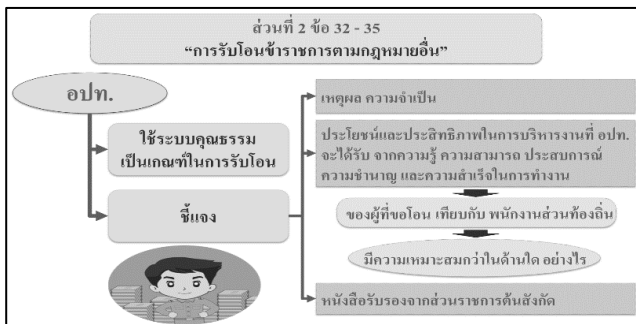 ส่วนที่ 2 ข้อ 32 - 35
“การรับโอนข้าราชการตามกฎหมายอื่น”
อปท.
ใช้ระบบคุณธรรม
เป็นเกณฑ์ในการรับโอน
ชี้แจง
เหตุผล ความจำเป็น
ประโยชน์และประสิทธิภาพในการบริหารงานที่ อปท.
จะได้รับ จากความรู้ ความสามารถ ประสบการณ์
ความชำนาญ และความสำเร็จในการทำงาน
ของผู้ที่ขอโอน เทียบกับ พนักงานส่วนท้องถิ่น
มีความเหมาะสมกว่าในด้านใด อย่างไร
หนังสือรับรองจากส่วนราชการต้นสังกัด